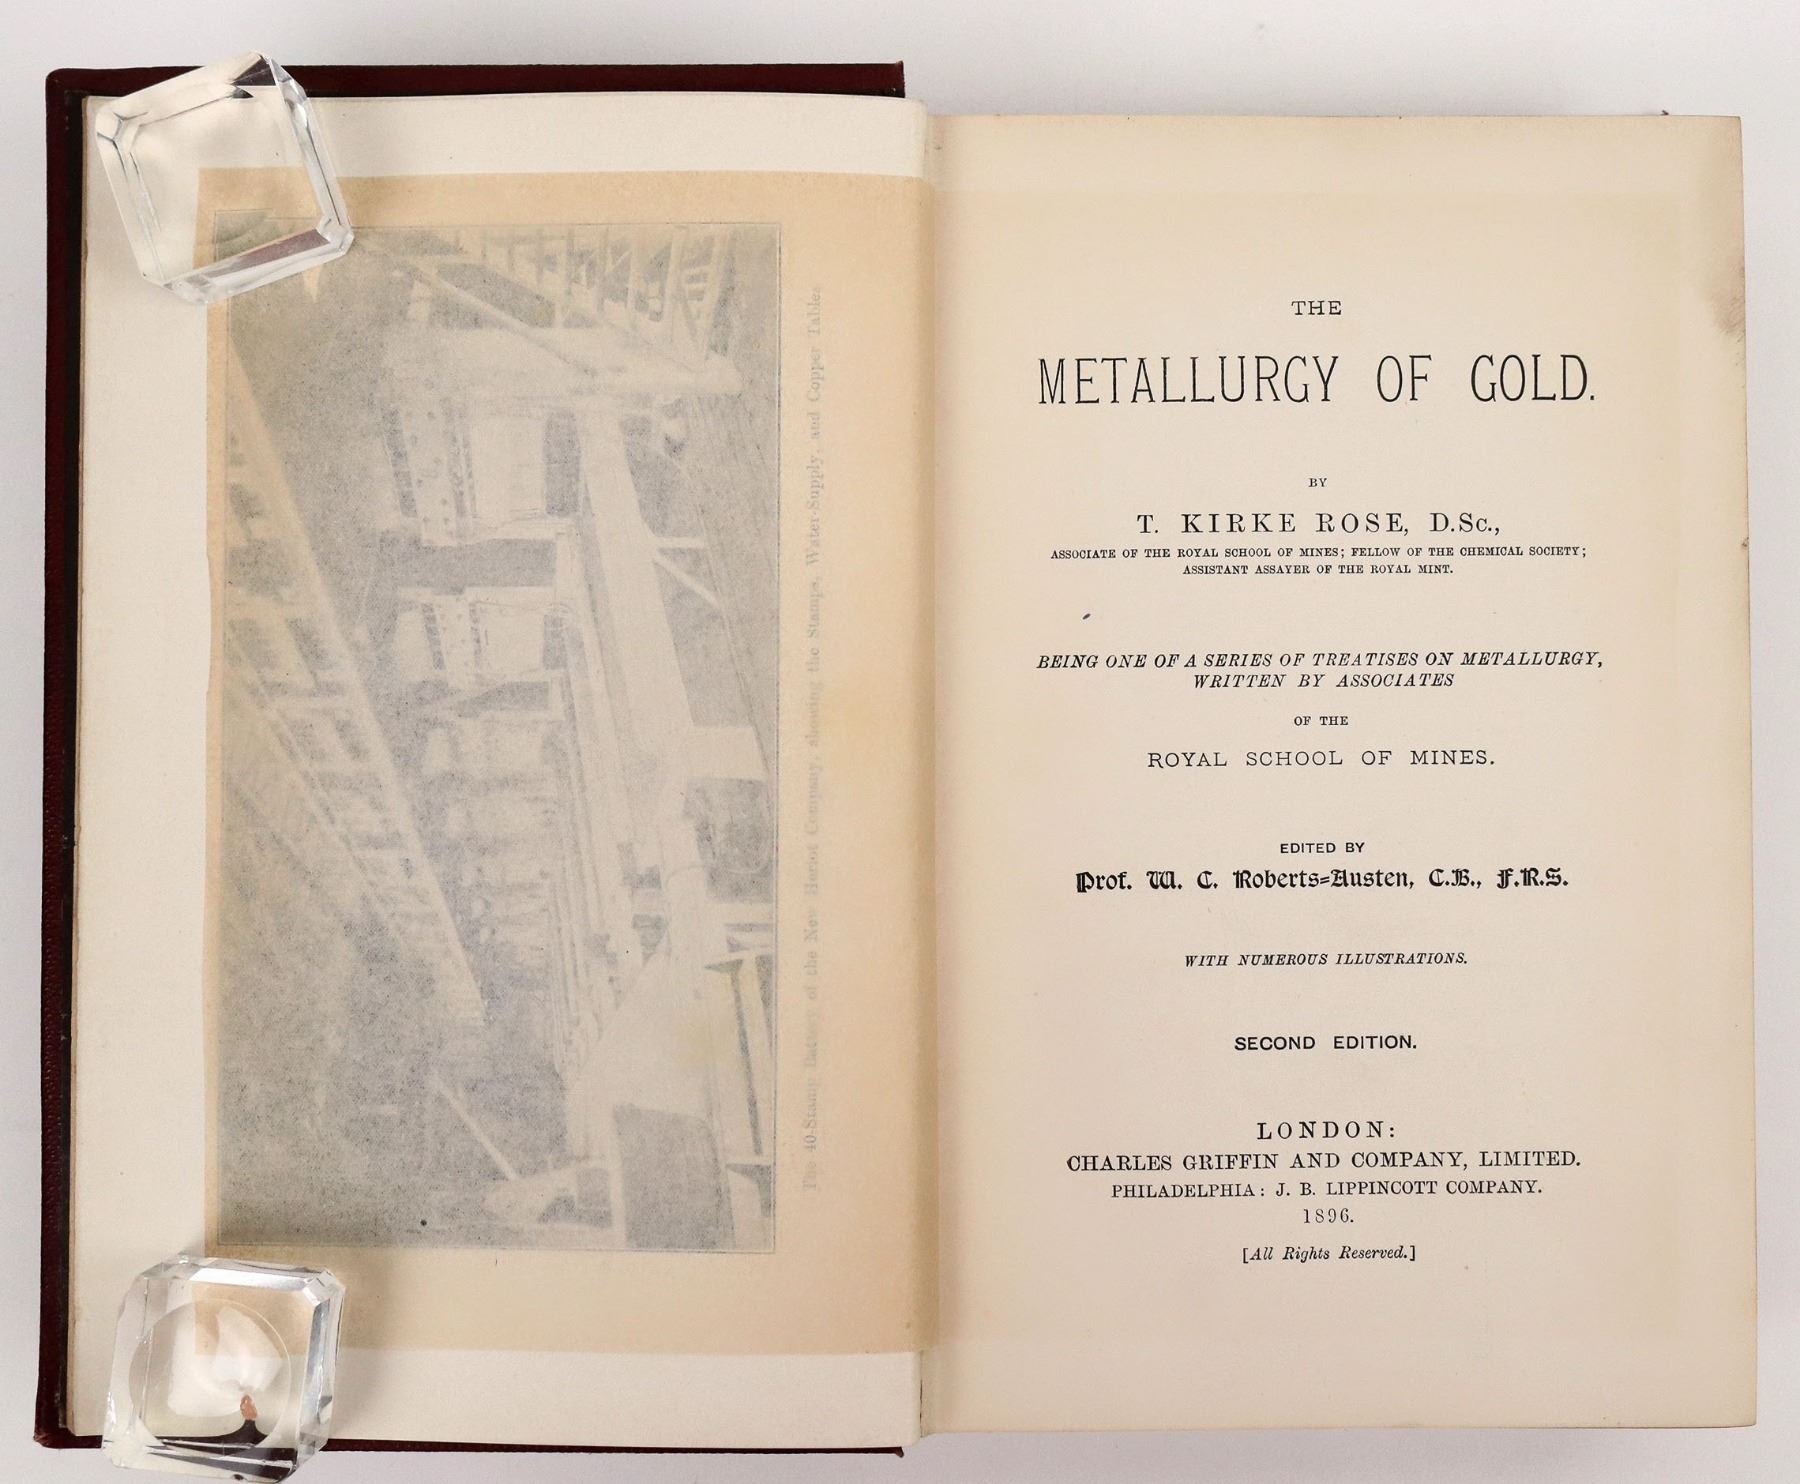 The 40-Stamp Battery of the New Heriot Company, showing the Stamps, Water-Supply, and Copper Tables
THE
METALLURGY OF GOLD.
BY
T. KIRKE ROSE, D.Sc.,
ASSOCIATE OF THE ROYAL SCHOOL OF MINES; FELLOW OF THE CHEMICAL SOCIETY;
ASSISTANT ASSAYER OF THE ROYAL MINT.
BEING ONE OF A SERIES OF TREATISES ON METALLURGY,
WRITTEN BY ASSOCIATES
OF THE
ROYAL SCHOOL OF MINES.
EDITED BY
Prof. W. C. Roberts-Austen, C.B., F.R.S.
WITH NUMEROUS ILLUSTRATIONS.
SECOND EDITION.
LONDON:
CHARLES GRIFFIN AND COMPANY, LIMITED.
PHILADELPHIA: J. B. LIPPINCOTT COMPANY.
1896.
[All Rights Reserved.]